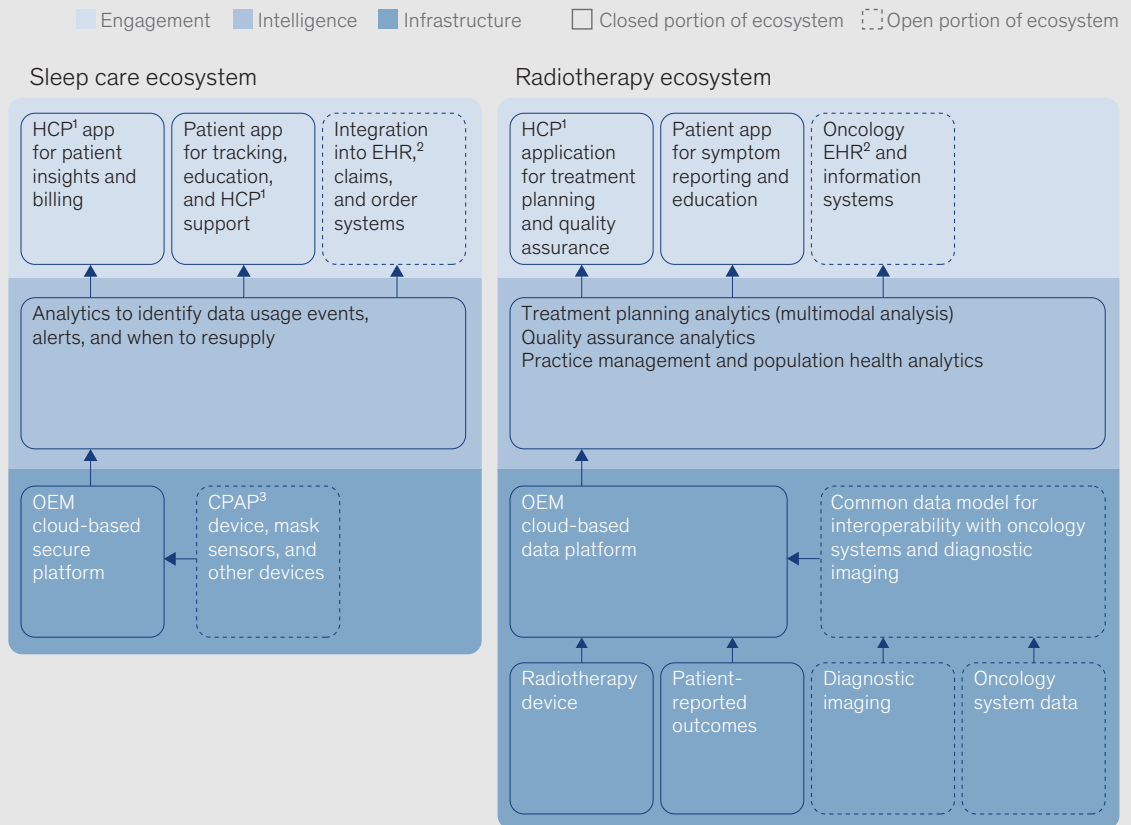 Engagement
Intelligence
Infrastructure
Closed portion of ecosystem
Open portion of ecosystem
Sleep care ecosystem
HCP¹ app
for patient
insights and
billing
Patient app
for tracking,
education,
and HCP¹
support
Integration
into EHR,²
claims,
and order
systems
Analytics to identify data usage events,
alerts, and when to resupply
OEM
cloud-based
secure
platform
CPAP³
device, mask
sensors, and
other devices
Radiotherapy ecosystem
HCP¹
application
for treatment
planning
and quality
assurance
Patient app
for symptom
reporting and
education
Oncology
EHR² and
information
systems
Treatment planning analytics (multimodal analysis)
Quality assurance analytics
Practice management and population health analytics
OEM
cloud-based
data platform
Common data model for
interoperability with oncology
systems and diagnostic
imaging
Radiotherapy
device
Patient-
reported
outcomes
Diagnostic
imaging
Oncology
system data